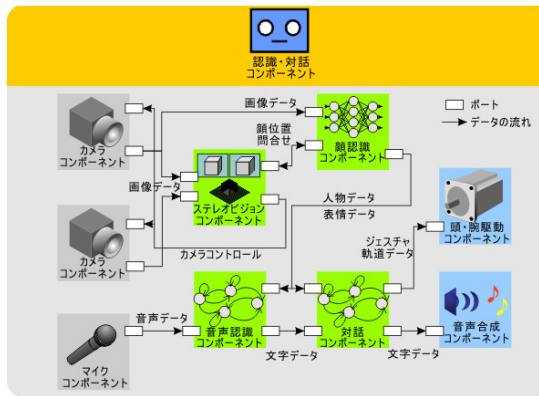 認識・対話
コンポーネント
画像データ
ポート
データの流れ
顔位置
問合せ
カメラ
コンポーネント
顔認識
コンポーネント
画像データ
ステレオビジョン
コンポーネント
人物データ
表情データ
頭・腕駆動
コンポーネント
カメラコントロール
ジェスチャ
軌道データ
カメラ
コンポーネント
音声データ
音声認識
コンポーネント
対話
コンポーネント
音声合成
コンポーネント
文字データ
文字データ
マイク
コンポーネント